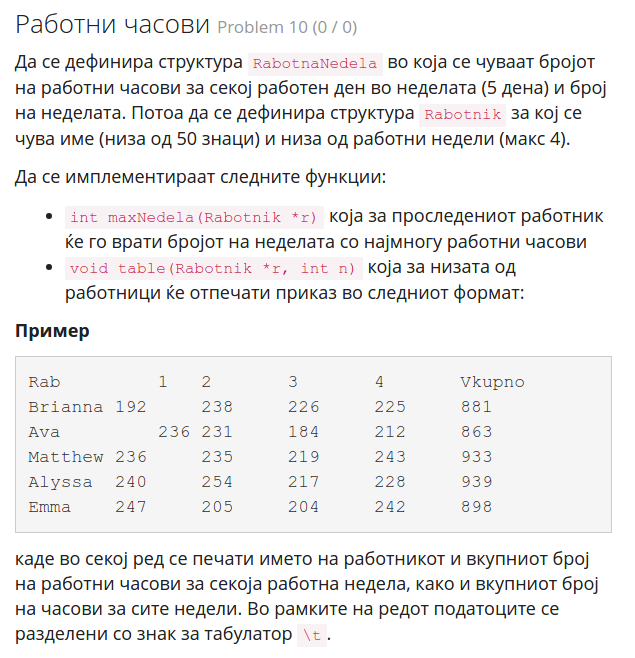 Работни часови Problem 10 (0 / 0)
Да се дефинира структура RabotnaNedela во која се чуваат бројот
на работни часови за секој работен ден во неделата (5 дена) и број
на неделата. Потоа да се дефинира структура Rabotnik за кој се
чува име (низа од 50 знаци) и низа од работни недели (макс 4).
Да се имплементираат следните функции:
• int maxNedela(Rabotnik *r) која за проследениот работник
ќе го врати бројот на неделата со најмногу работни часови
• void table(Rabotnik *r, int n) која за низата од
работници ќе отпечати приказ во следниот формат:
Пример
Rab 1 2 3 4 Vkupno
Brianna 192 238 226 225 881
Ava 236 231 184 212 863
Matthew 236 235 219 243 933
Alyssa 240 254 217 228 939
Emma 247 205 204 242 898
каде во секој ред се печати името на работникот и вкупниот број
на работни часови за секоја работна недела, како и вкупниот број
на часови за сите недели. Во рамките на редот податоците се
разделени со знак за табулатор \t.